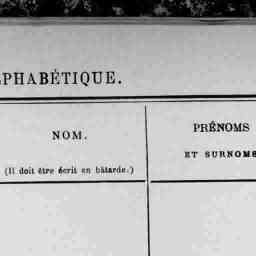 PHABÉTIQUE.
NOM.
(Il doit être écrit en bâtarde.)
PRÉNOMS
ET SURNOMS